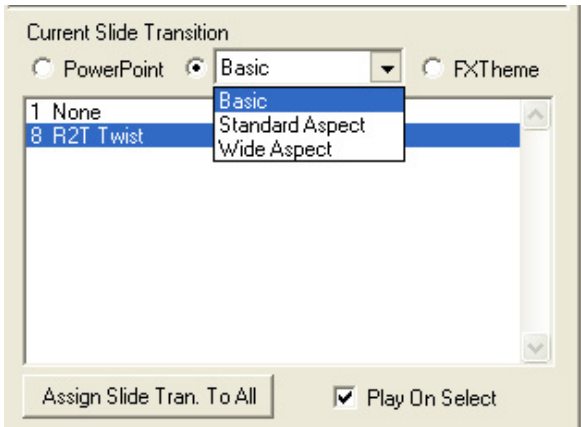 Current Slide Transition
PowerPoint Basic FXTheme
Basic
Standard Aspect
Wide Aspect
1 None
8 R2T Twist
Assign Slide Tran. To All Play On Select